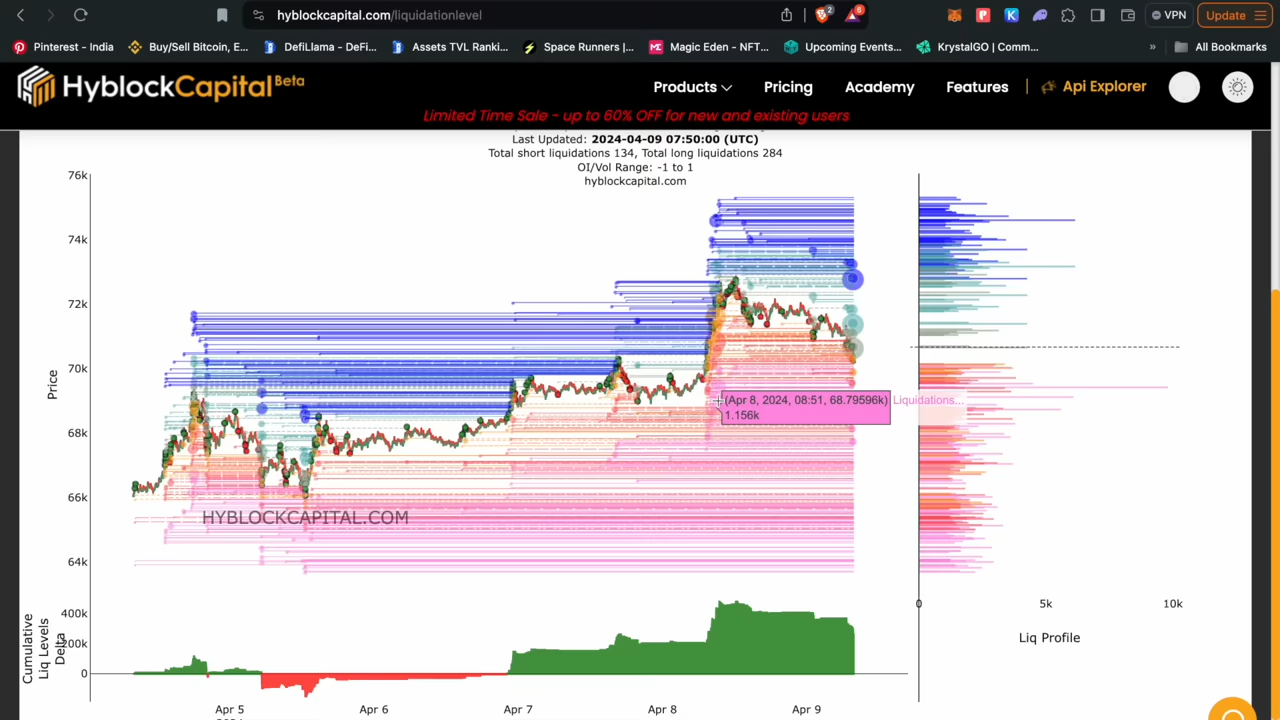 hyblockcapital.com/liquidationlevel
2
6
VPN
Update
Pinterest - India
Buy/Sell Bitcoin, E...
DefiLlama - DeFi...
Assets TVL Ranki...
Space Runners |...
Magic Eden - NFT...
Upcoming Events...
KrystalGO | Comm...
»
All Bookmarks
HyblockCapital Beta
Products
Pricing
Academy
Features
Api Explorer
Limited Time Sale - up to 60% OFF for new and existing users
Last Updated: 2024-04-09 07:50:00 (UTC)
Total short liquidations 134, Total long liquidations 284
OI/Vol Range: -1 to 1
hyblockcapital.com
76k
74k
72k
70k
68k
66k
64k
Price
(Apr 8, 2024, 08:51, 68.79596k)
1.156k
Liquidations...
HYBLOCKCAPITAL.COM
400k
200k
0
Cumulative
Liq Levels
Delta
0
5k
10k
Liq Profile
Apr 5
Apr 6
Apr 7
Apr 8
Apr 9